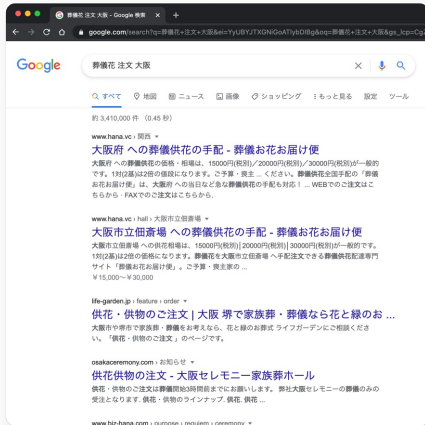 葬儀花 注文 大阪 - Google 検索
google.com/search?q=葬儀花+注文+大阪&ei=
Google
葬儀花 注文 大阪
すべて 地図 ニュース 画像 ショッピング もっと見る 設定 ツール
約 3,410,000 件 (0.45 秒)
www.hana.vc › 関西
大阪府 への葬儀供花の手配 - 葬儀お花お届け便
大阪府 への葬儀供花の価格・相場は、15000円(税別)／20000円(税別)／30000円(税別)が一般的
です。1対(2基)は2倍の値段になります。ご予算・喪主 ... ください。葬儀供花全国手配の「葬儀
お花お届け便」は、大阪府 への当日など急な葬儀供花の手配も対応！ ... WEBでのご注文はこ
ちらから · FAXでのご注文はこちらから.
www.hana.vc › hall › 大阪市立佃斎場
大阪市立佃斎場 への葬儀供花の手配 - 葬儀お花お届け便
大阪市立佃斎場 への供花相場は、15000円(税別)│20000円(税別)│30000円(税別)が一般的です。
1対(2基)は2倍の価格になります。葬儀花を大阪市立佃斎場 へ手配注文できる葬儀供花配達専門
サイト「葬儀お花お届け便」。ご予算・喪主家の ...
￥15,000～￥30,000
life-garden.jp › feature › order
供花・供物のご注文 | 大阪 堺で家族葬・葬儀なら花と緑のお ...
大阪市や堺市で家族葬・葬儀をお考えなら、花と緑のお葬式 ライフガーデンにご相談くださ
い。「供花・供物のご注文 」のページです。
osakaceremony.com › お知らせ
供花供物の注文 - 大阪セレモニー家族葬ホール
供花・供物のご注文は葬儀開始3時間前までにお願いします。 弊社大阪セレモニーの葬儀のみの
受注となります. 供花・供物のラインナップ. 供花. 供花 ...
www.biz-hana.com › purpose › requiem › ceremony